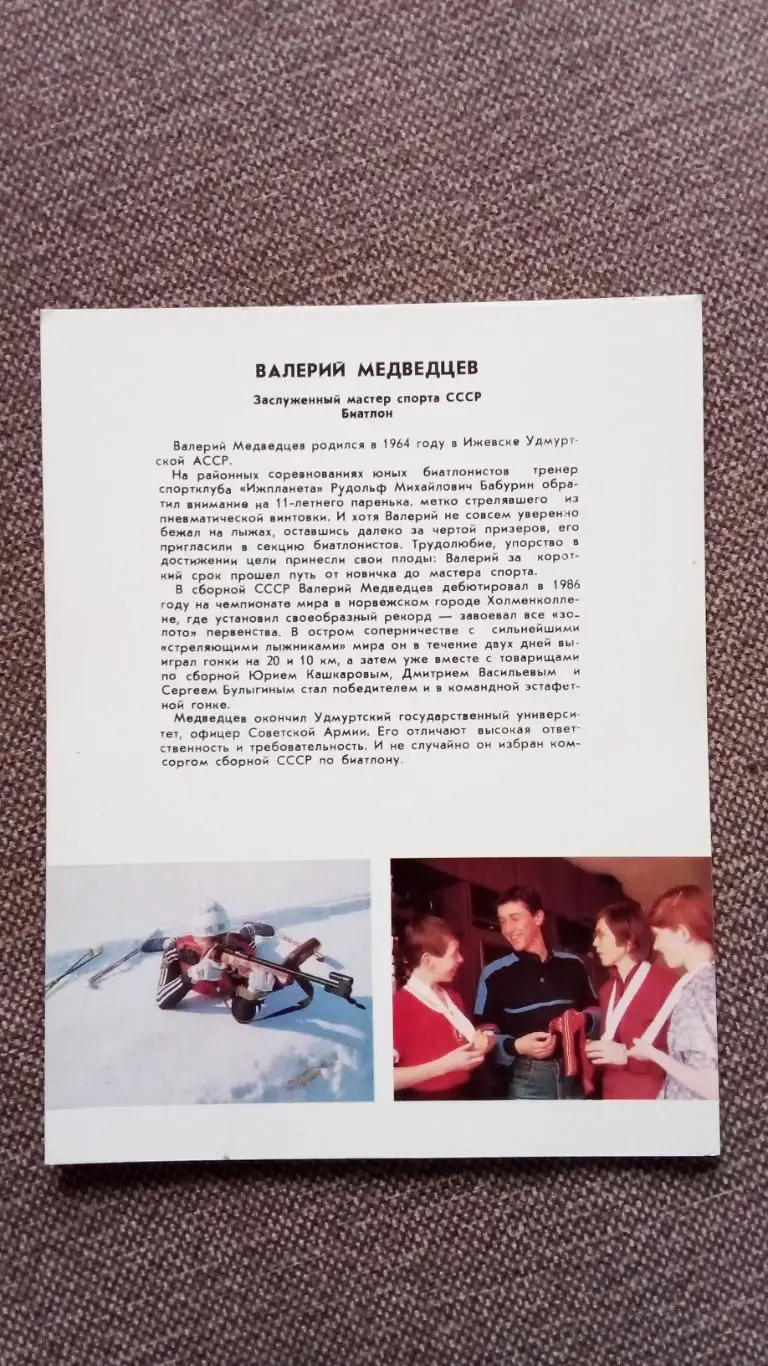 ВАЛЕРИЙ МЕДВЕДЦЕВ
Заслуженный мастер спорта СССР
Биатлон
Валерий Медведцев родился в 1964 году в Ижевске Удмурт-
ской АССР.
На районных соревнованиях юных биатлонистов тренер
спортклуба «Ижпланета» Рудольф Михайлович Бабурин обра-
тил внимание на 11-летнего паренька, метко стрелявшего из
пневматической винтовки. И хотя Валерий не совсем уверенно
бежал на лыжах, оставшись далеко за чертой призеров, его
пригласили в секцию биатлонистов. Трудолюбие, упорство в
достижении цели принесли свои плоды: Валерий за корот-
кий срок прошел путь от новичка до мастера спорта.
В сборной СССР Валерий Медведцев дебютировал в 1986
году на чемпионате мира в норвежском городе Холменколле-
не, где установил своеобразный рекорд — завоевал все «зо-
лото» первенства. В остром соперничестве с сильнейшими
«стреляющими лыжниками» мира он в течение двух дней вы-
играл гонки на 20 и 10 км, а затем уже вместе с товарищами
по сборной Юрием Кашкаровым, Дмитрием Васильевым и
Сергеем Булыгиным стал победителем и в командной эстафет-
ной гонке.
Медведцев окончил Удмуртский государственный универси-
тет, офицер Советской Армии. Его отличают высокая ответ-
ственность и требовательность. И не случайно он избран ком-
соргом сборной СССР по биатлону.